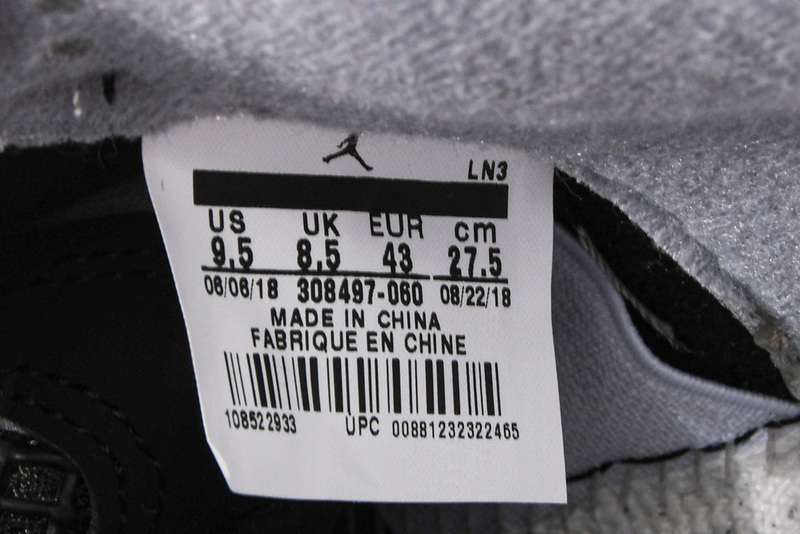 LN3
US UK EUR cm
9.5 8.5 43 27.5
06/06/18 308497-060 08/22/18
MADE IN CHINA
FABRIQUE EN CHINE
108522933 UPC 00881232322465